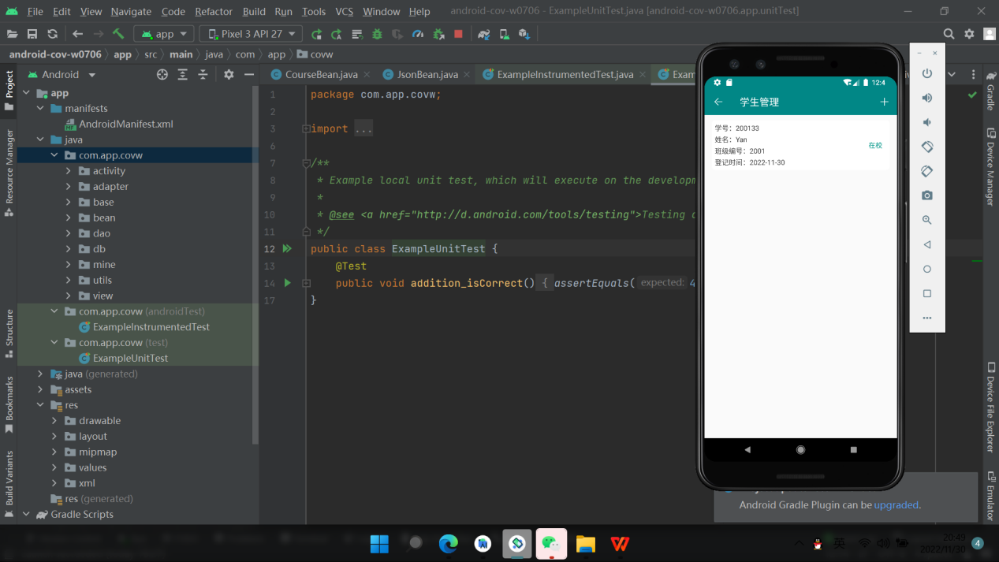 File Edit View Navigate Code Refactor Build Run Tools VCS Window Help android-cov-w0706 - ExampleUnitTest.java [android-cov-w0706.app.unitTest]
app Pixel 3 API 27
android-cov-w0706 app src main java com app covw
Project
Resource Manager
Structure
Bookmarks
Build Variants
Android
app
manifests
AndroidManifest.xml
java
com.app.covw
activity
adapter
base
bean
dao
db
mine
utils
view
com.app.covw (androidTest)
ExampleInstrumentedTest
com.app.covw (test)
ExampleUnitTest
java (generated)
assets
res
drawable
layout
mipmap
values
xml
res (generated)
Gradle Scripts
CourseBean.java JsonBean.java ExampleInstrumentedTest.java Exam
1 package com.app.covw;
2
3 import ...
6
7 /**
8 * Example local unit test, which will execute on the developm
9 *
10 * @see <a href="http://d.android.com/tools/testing">Testing
11 */
12 public class ExampleUnitTest {
13 @Test
14 public void addition_isCorrect() { assertEquals( expected: 4
17 }
12:4
学生管理
学号：200133
姓名：Yan
班级编号：2001
登记时间：2022-11-30
在校
Gradle
Device Manager
Device File Explorer
Emulator
Android Gradle Plugin can be upgraded.
英
20:49
2022/11/30
4